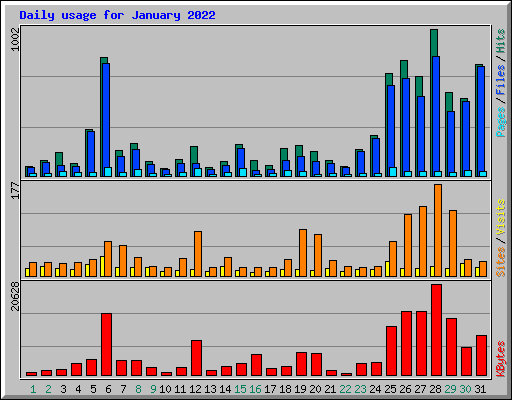 Daily usage for January 2022
1002
Pages / Files / Hits
177
Sites / Visits
20628
KBytes
1 2 3 4 5 6 7 8 9 10 11 12 13 14 15 16 17 18 19 20 21 22 23 24 25 26 27 28 29 30 31